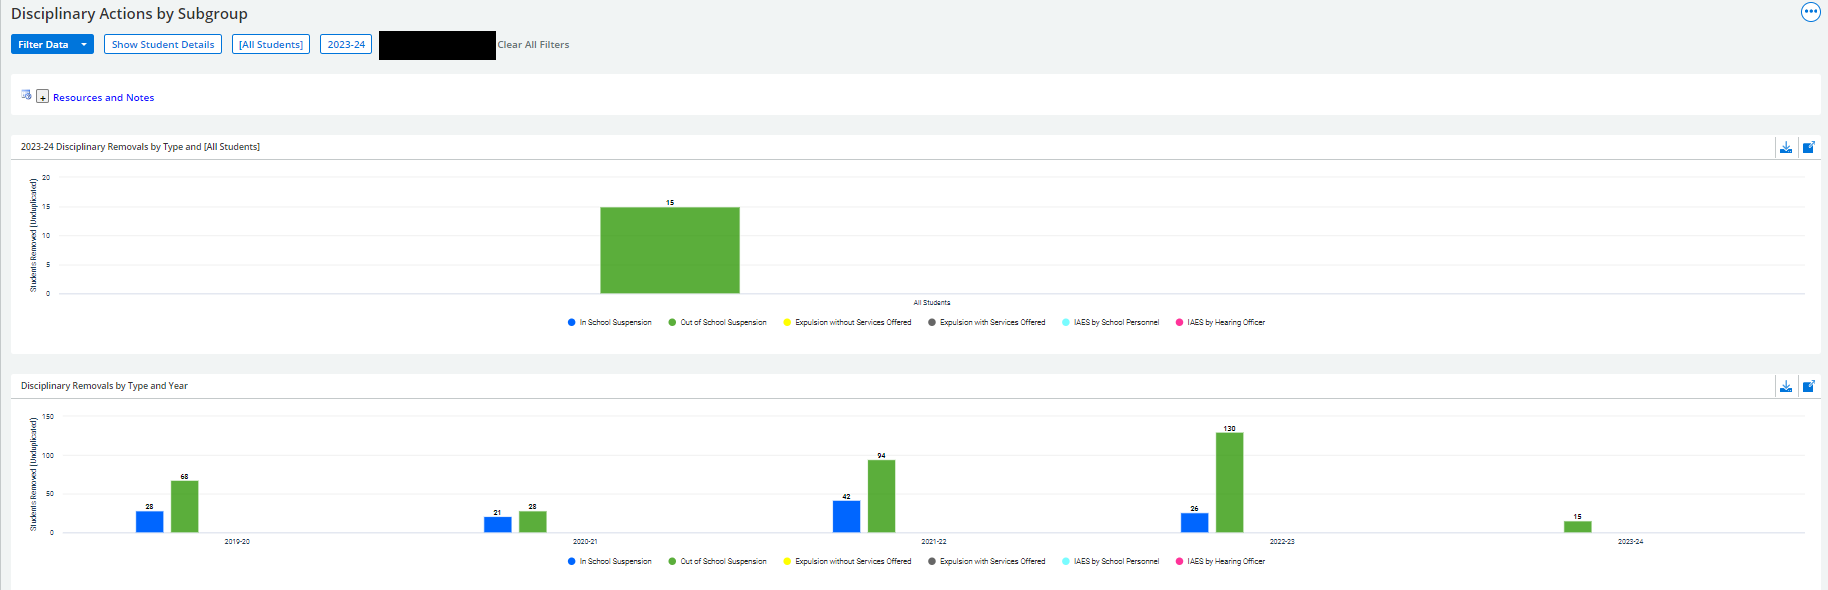 Disciplinary Actions by Subgroup
Filter Data
Show Student Details
[All Students]
2023-24
Clear All Filters
+ Resources and Notes
2023-24 Disciplinary Removals by Type and [All Students]
Students Removed (Unduplicated)
20
15
10
5
0
15
All Students
In School Suspension
Out of School Suspension
Expulsion without Services Offered
Expulsion with Services Offered
IAES by School Personnel
IAES by Hearing Officer
Disciplinary Removals by Type and Year
Students Removed (Unduplicated)
150
100
50
0
28
68
21
28
42
94
26
130
15
2019-20
2020-21
2021-22
2022-23
2023-24
In School Suspension
Out of School Suspension
Expulsion without Services Offered
Expulsion with Services Offered
IAES by School Personnel
IAES by Hearing Officer